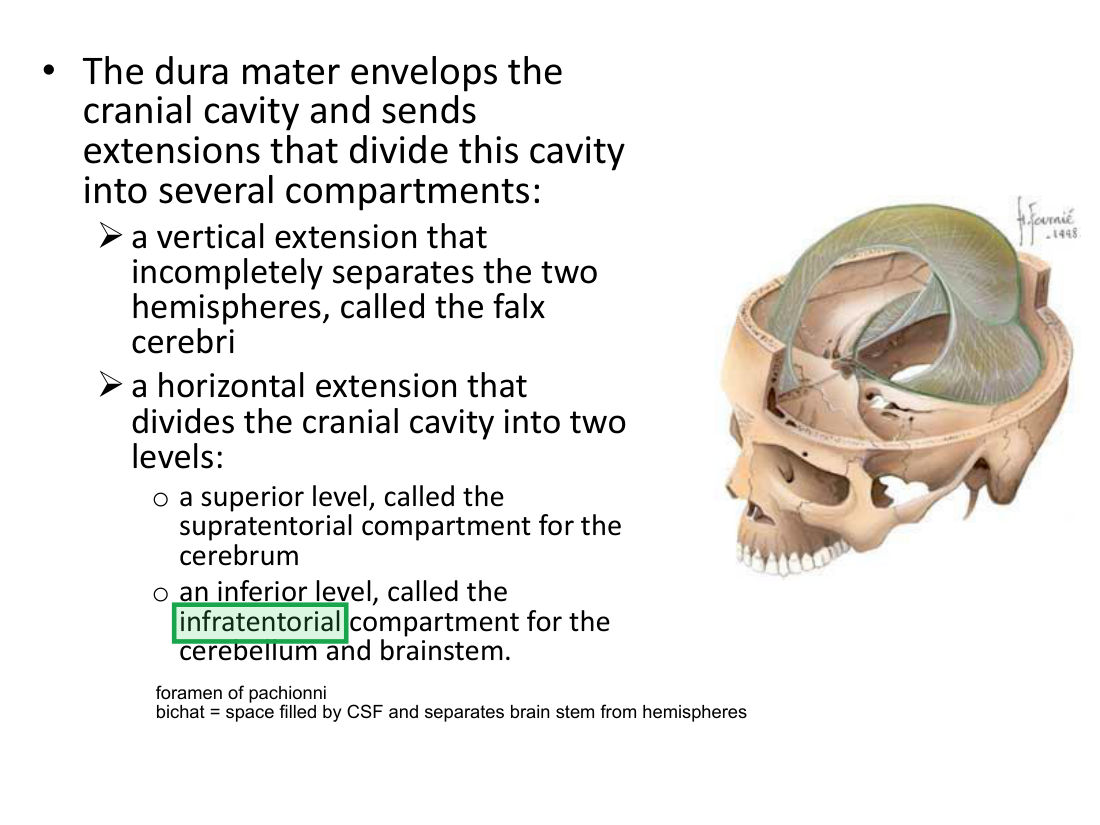 • The dura mater envelops the
cranial cavity and sends
extensions that divide this cavity
into several compartments:
➢ a vertical extension that
incompletely separates the two
hemispheres, called the falx
cerebri
➢ a horizontal extension that
divides the cranial cavity into two
levels:
o a superior level, called the
supratentorial compartment for the
cerebrum
o an inferior level, called the
infratentorial compartment for the
cerebellum and brainstem.
foramen of pachionni
bichat = space filled by CSF and separates brain stem from hemispheres
Fournié
-1998